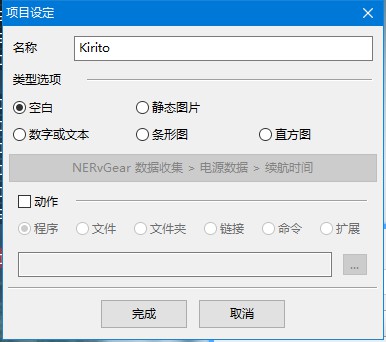 项目设定
名称 Kirito
类型选项
空白 静态图片
数字或文本 条形图 直方图
NERvGear 数据收集 > 电源数据 > 续航时间
动作
程序 文件 文件夹 链接 命令 扩展
...
完成 取消